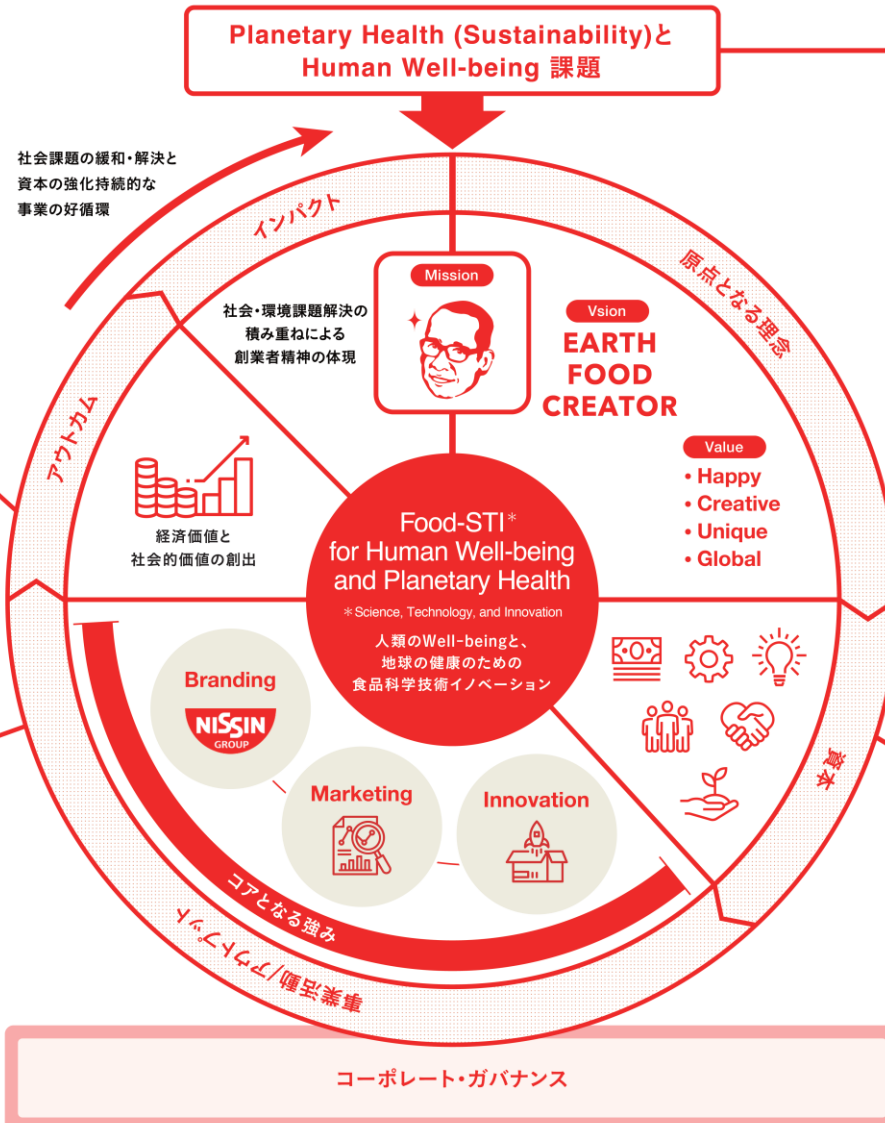 Planetary Health (Sustainability)と
Human Well-being 課題
社会課題の緩和・解決と
資本の強化持続的な
事業の好循環
インパクト
原点となる理念
Mission
社会・環境課題解決の
積み重ねによる
創業者精神の体現
Vsion
EARTH
FOOD
CREATOR
Value
• Happy
• Creative
• Unique
• Global
アウトカム
経済価値と
社会的価値の創出
Food-STI*
for Human Well-being
and Planetary Health
*Science, Technology, and Innovation
人類のWell-beingと、
地球の健康のための
食品科学技術イノベーション
資本
Branding
NISSIN
GROUP
Marketing
Innovation
コアとなる強み
事業活動/アウトプット
コーポレート・ガバナンス